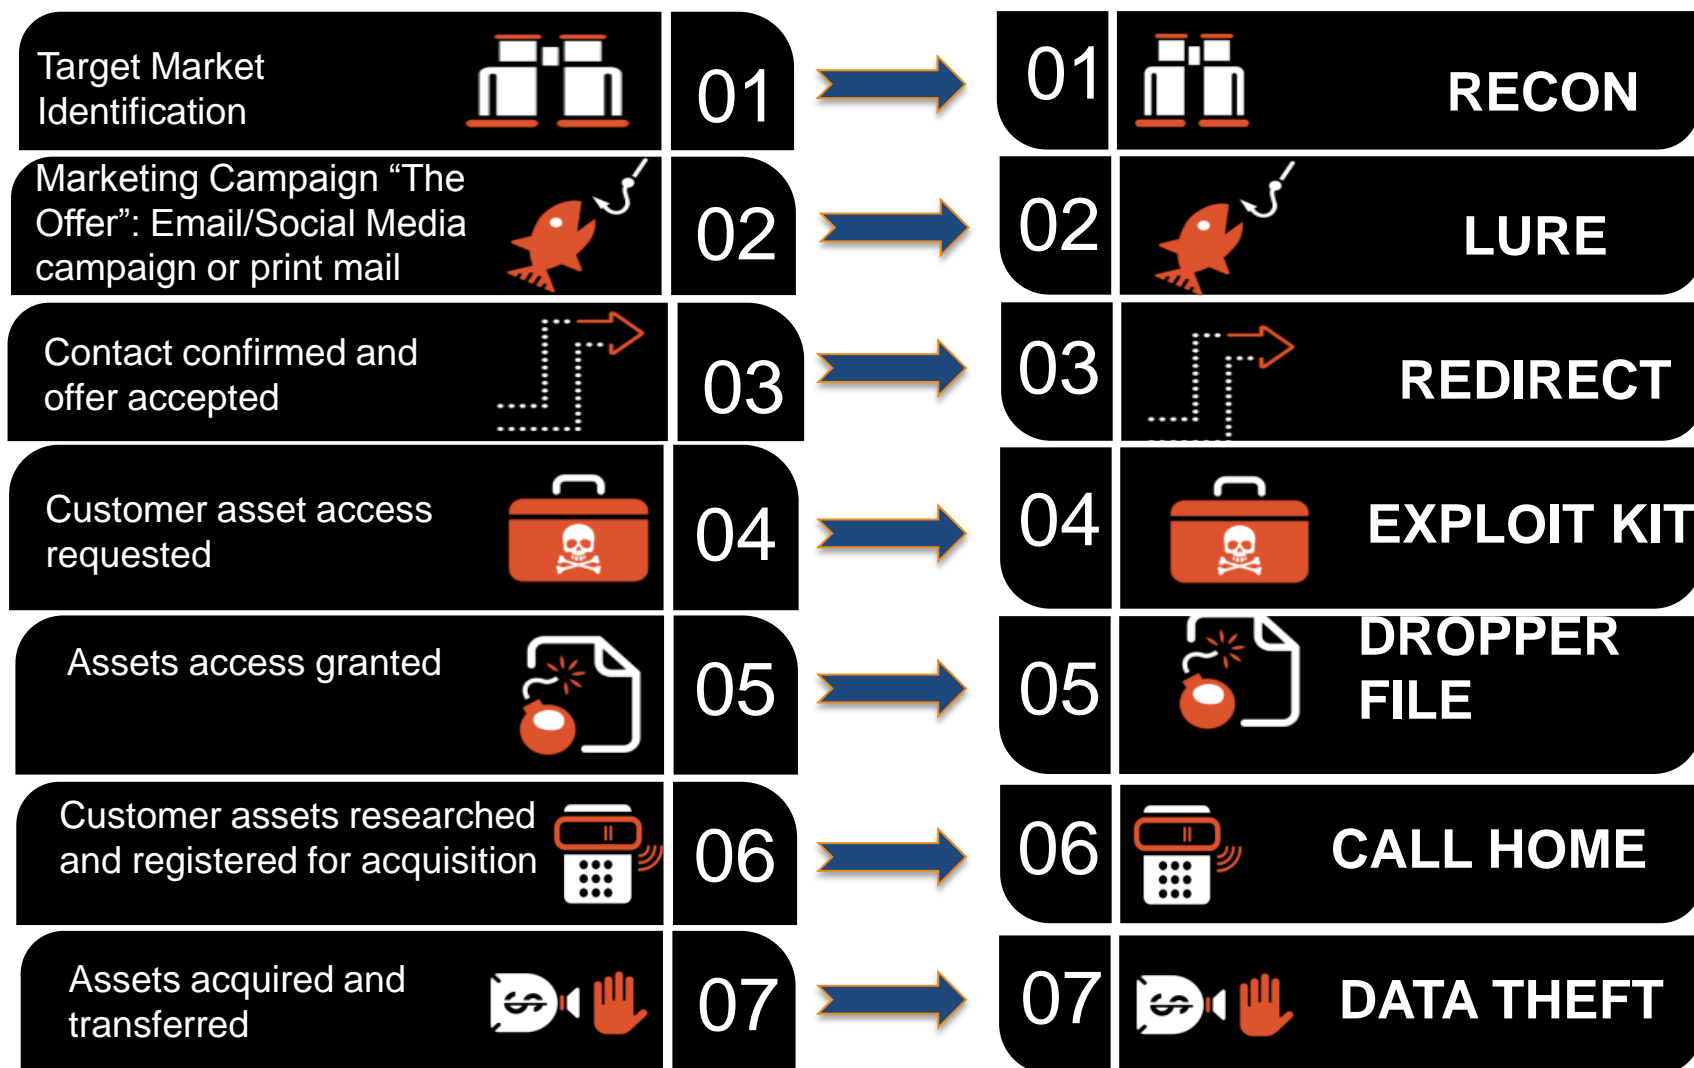 Target Market
Identification
01
01
RECON
Marketing Campaign “The
Offer”: Email/Social Media
campaign or print mail
02
02
LURE
Contact confirmed and
offer accepted
03
03
REDIRECT
Customer asset access
requested
04
04
EXPLOIT KIT
Assets access granted
05
05
DROPPER
FILE
Customer assets researched
and registered for acquisition
06
06
CALL HOME
Assets acquired and
transferred
$
07
07
$
DATA THEFT